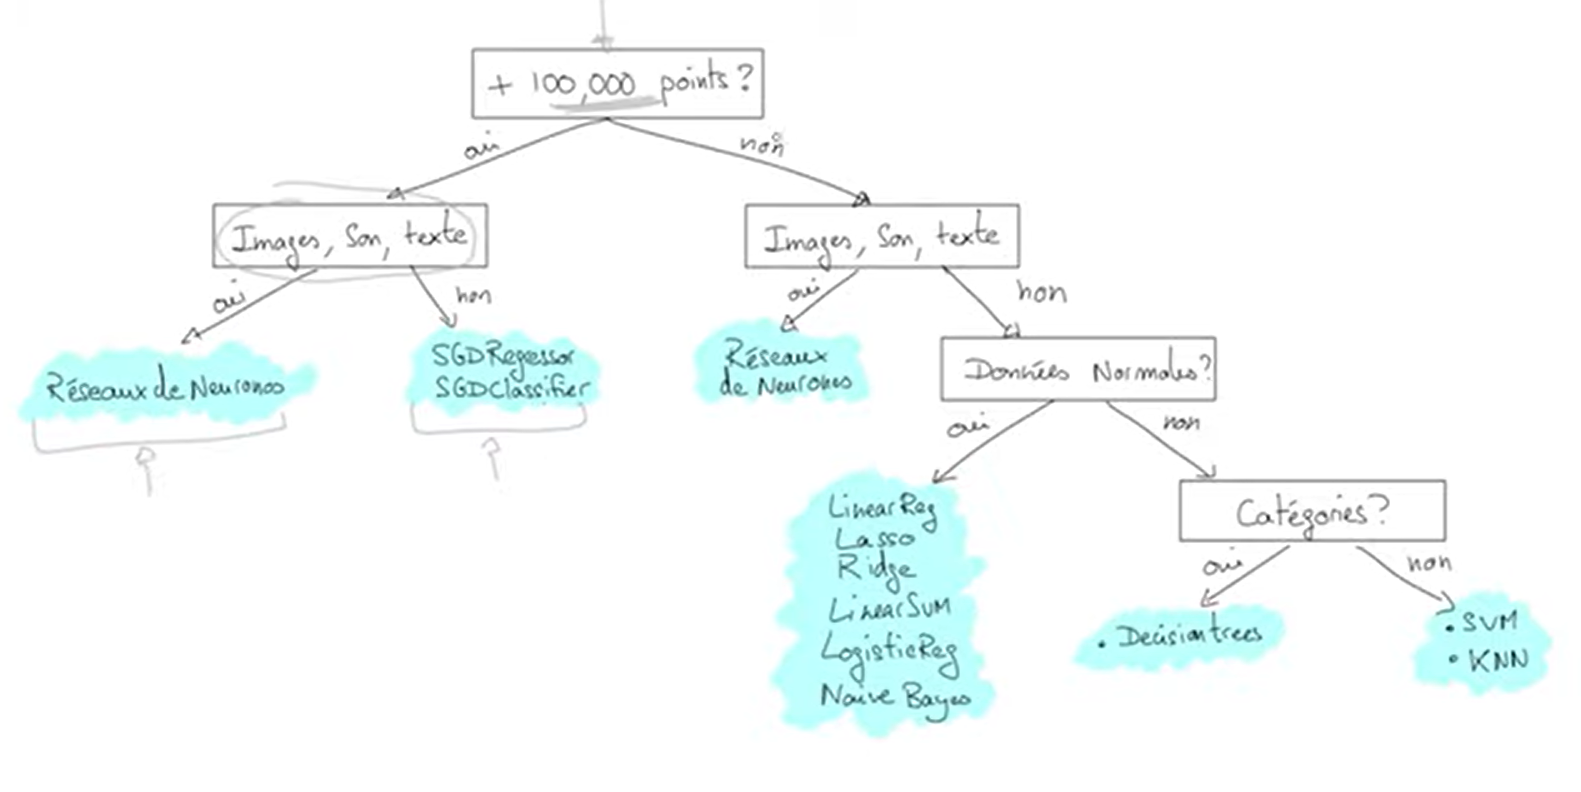 + 100,000 points?
oui
non
Images, Son, texte
Images, Son, texte
oui
non
oui
non
Réseaux de Neurones
SGDRegressor
SGDClassifier
Réseaux
de Neurones
Données Normales?
oui
non
LinearReg
Lasso
Ridge
LinearSVM
LogisticReg
Naive Bayes
Catégories?
oui
non
• Decisiontrees
• SVM
• KNN